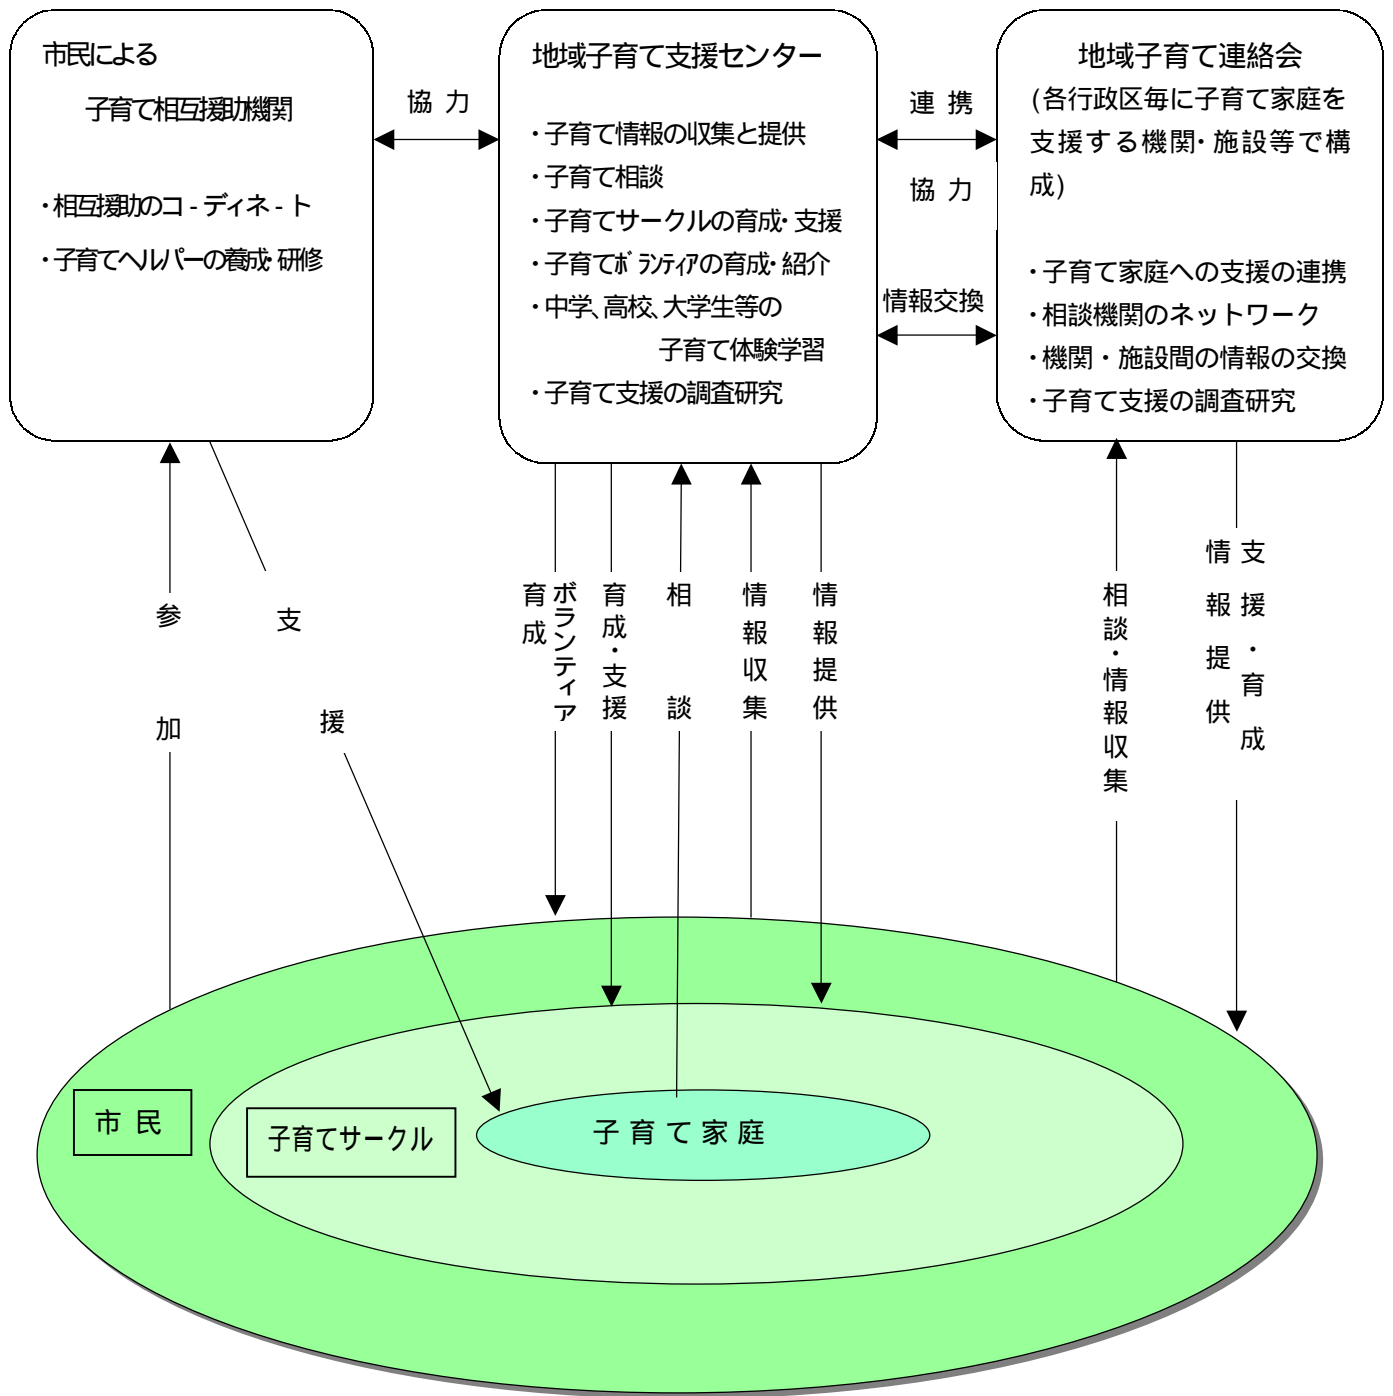 市民による
子育て相互援助機関
・相互援助のコ-ディネ-ト
・子育てヘルパーの養成・研修
協 力
地域子育て支援センター
・子育て情報の収集と提供
・子育て相談
・子育てサークルの育成・支援
・子育てボランティアの育成・紹介
・中学、高校、大学生等の
子育て体験学習
・子育て支援の調査研究
連 携
協 力
情報交換
地域子育て連絡会
(各行政区毎に子育て家庭を
支援する機関・施設等で構
成)
・子育て家庭への支援の連携
・相談機関のネットワーク
・機関・施設間の情報の交換
・子育て支援の調査研究
参 加
支 援
ボランティア
育成
育成・支援
相 談
情報収集
情報提供
相談・情報収集
支援・育成
情報提供
市 民
子育てサークル
子育て家庭